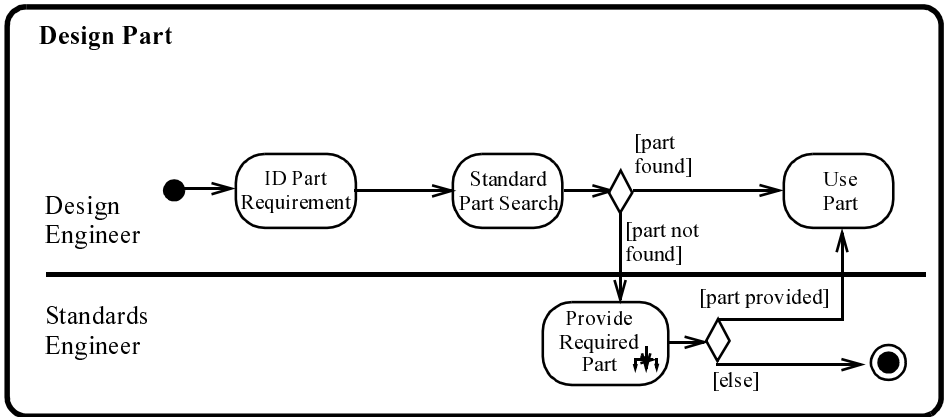 Design Part
[part
found]
ID Part
Requirement
Standard
Part Search
Use
Part
Design
Engineer
[part not
found]
Standards
Engineer
Provide
Required
Part
[part provided]
[else]